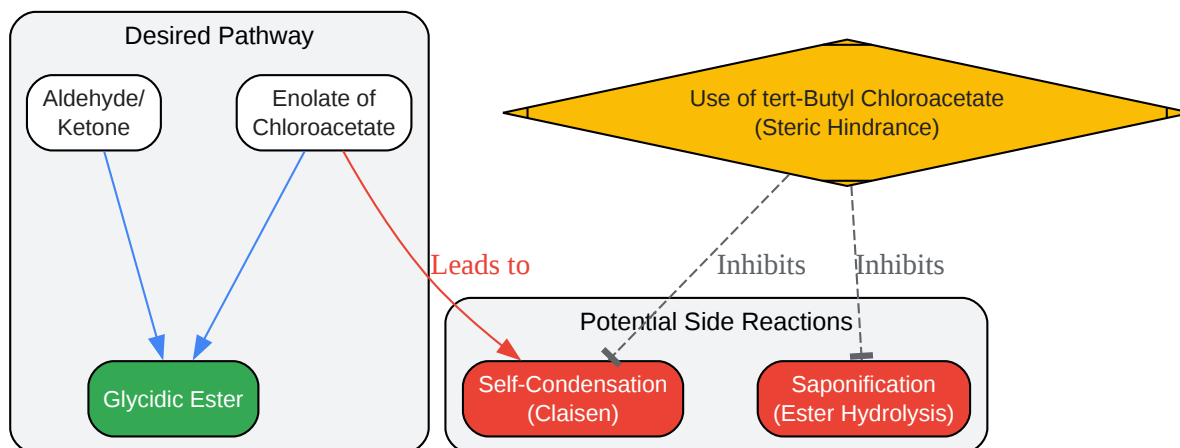 Desired Pathway
Aldehyde/
Ketone
Enolate of
Chloroacetate
Use of tert-Butyl Chloroacetate
(Steric Hindrance)
Leads to
Inhibits
Inhibits
Potential Side Reactions
Glycidic Ester
Self-Condensation
(Claisen)
Saponification
(Ester Hydrolysis)